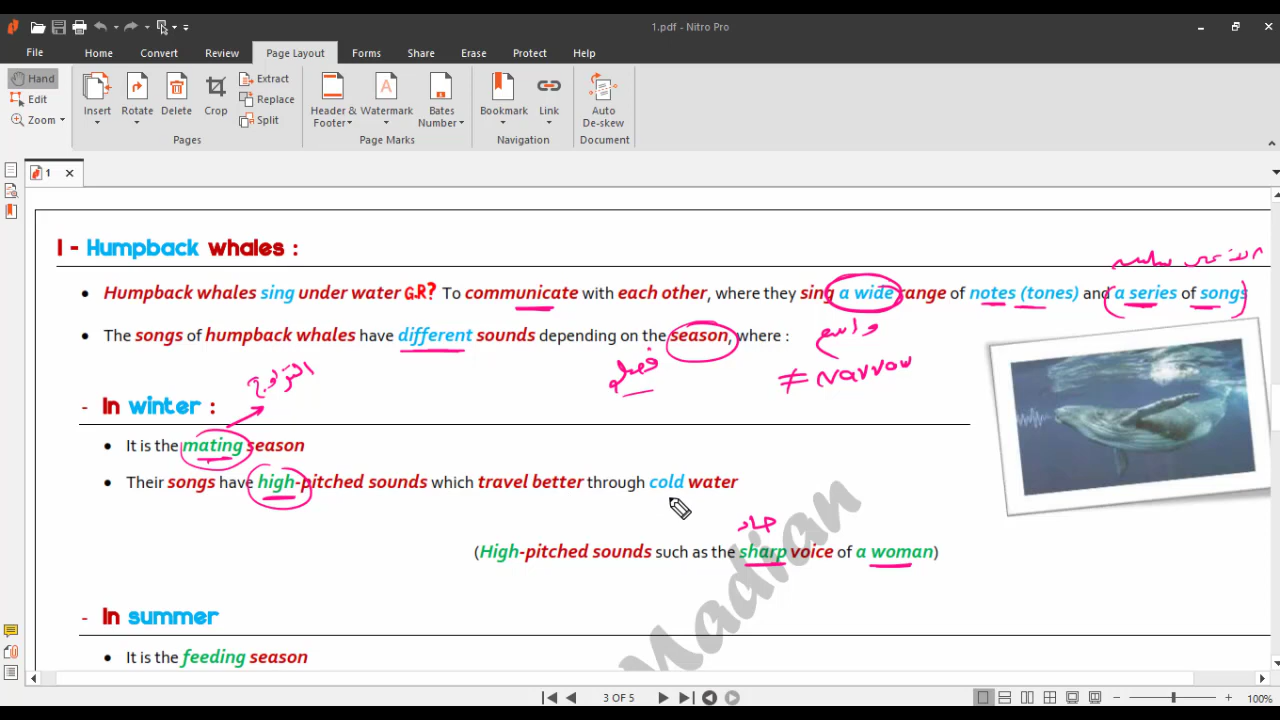 1.pdf - Nitro Pro
File Home Convert Review Page Layout Forms Share Erase Protect Help
Hand
Edit
Zoom
Insert Rotate Delete Crop
Extract
Replace
Split
Pages
Header & Footer Watermark Bates Number
Page Marks
Bookmark Link
Navigation
Auto De-skew
Document
1
I - Humpback whales :
• Humpback whales sing under water G.R? To communicate with each other, where they sing a wide range of notes (tones) and a series of songs
واسع
≠ Narrow
• The songs of humpback whales have different sounds depending on the season, where :
فصل
- In winter :
التزاوج
• It is the mating season
• Their songs have high-pitched sounds which travel better through cold water
حاد
(High-pitched sounds such as the sharp voice of a woman)
- In summer
• It is the feeding season
Madian
3 OF 5
100%